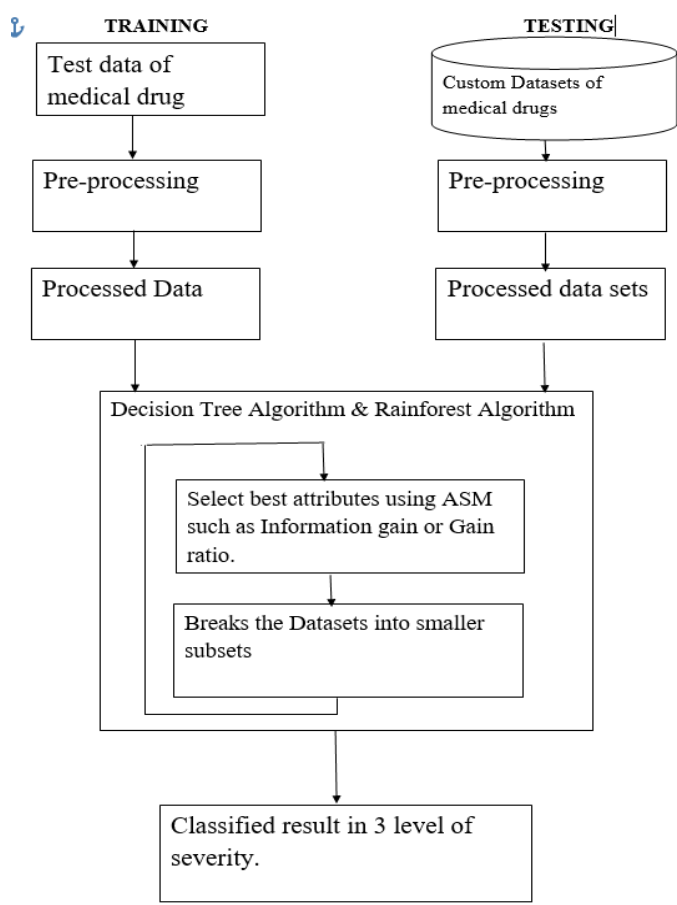 TRAINING
Test data of
medical drug
Pre-processing
Processed Data
TESTING
Custom Datasets of
medical drugs
Pre-processing
Processed data sets
Decision Tree Algorithm & Rainforest Algorithm
Select best attributes using ASM
such as Information gain or Gain
ratio.
Breaks the Datasets into smaller
subsets
Classified result in 3 level of
severity.